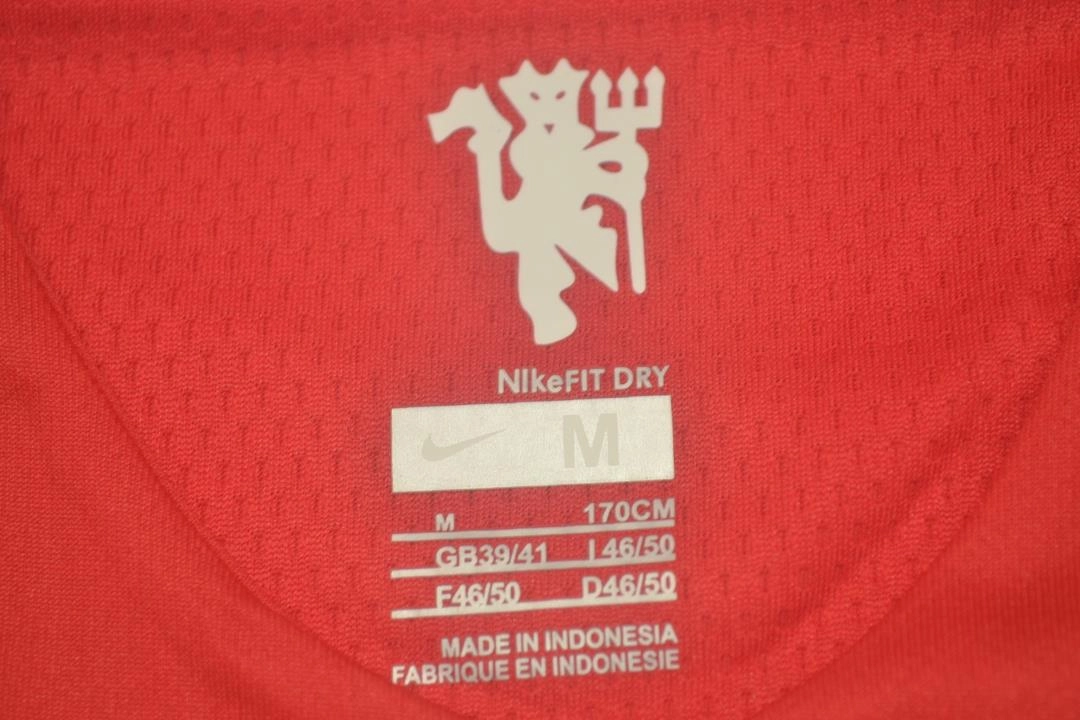 NIkeFIT DRY
M
M 170CM
GB39/41 I 46/50
F46/50 D46/50
MADE IN INDONESIA
FABRIQUE EN INDONESIE